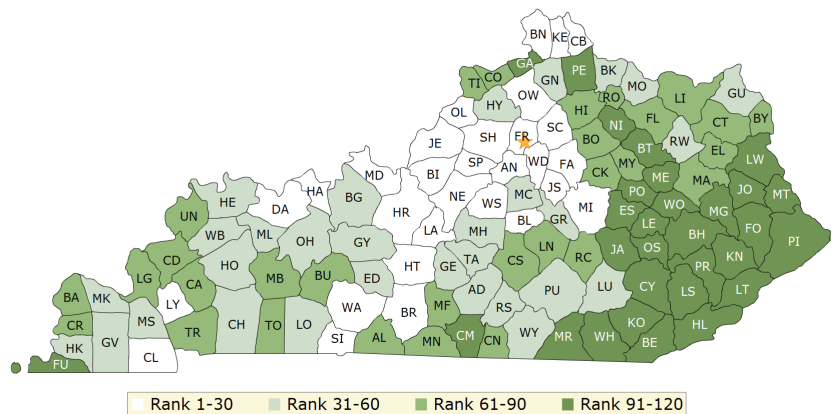 BN KE CB
GA PE BK
TI CO GN MO
OW GU
HY RO LI
OL HI FL CT BY
SH FR SC NI
JE BO BT RW EL
SP AN WD FA MY LW
MD BI CK ME MA
HA NE WS MC JS PO JO MT
HE DA BG HR MI ES WO MG
UN LA BL GR LE FO
WB ML OH GY MH LN BH PI
CD HO HT GE TA CS RC JA OS KN
LG CA MB BU ED PR
BA MK LY WA AD PU LU CY LS LT
CR MS TR CH TO LO BR MF RS KO HL
HK GV SI AL MN CM CN WY MR WH BE
FU CL
Rank 1-30 Rank 31-60 Rank 61-90 Rank 91-120